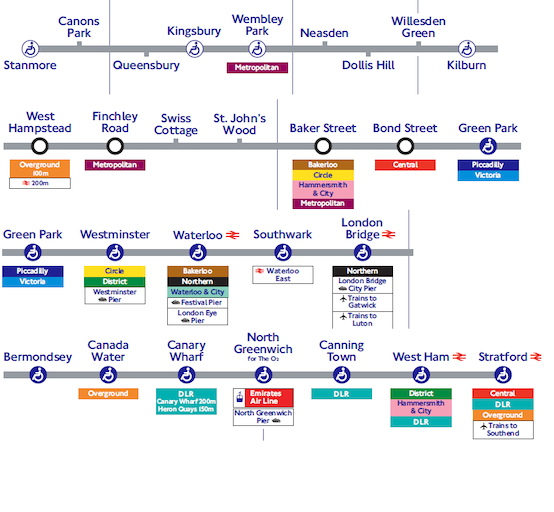 Canons
Park
Kingsbury
Wembley
Park
Neasden
Willesden
Green
Stanmore
Queensbury
Metropolitan
Dollis Hill
Kilburn
West
Hampstead
Finchley
Road
Swiss
Cottage
St. John's
Wood
Baker Street
Bond Street
Green Park
Overground
100m
200m
Metropolitan
Bakerloo
Circle
Hammersmith
& City
Metropolitan
Central
Piccadilly
Victoria
Green Park
Westminster
Waterloo
Southwark
London
Bridge
Piccadilly
Victoria
Circle
District
Westminster
Pier
Bakerloo
Northern
Waterloo & City
Festival Pier
London Eye
Pier
Waterloo
East
Northern
London Bridge
City Pier
Trains to
Gatwick
Trains to
Luton
Bermondsey
Canada
Water
Canary
Wharf
North
Greenwich
for The O2
Canning
Town
West Ham
Stratford
Overground
DLR
Canary Wharf 200m
Heron Quays 150m
Emirates
Air Line
North Greenwich
Pier
DLR
District
Hammersmith
& City
DLR
Central
DLR
Overground
Trains to
Southend